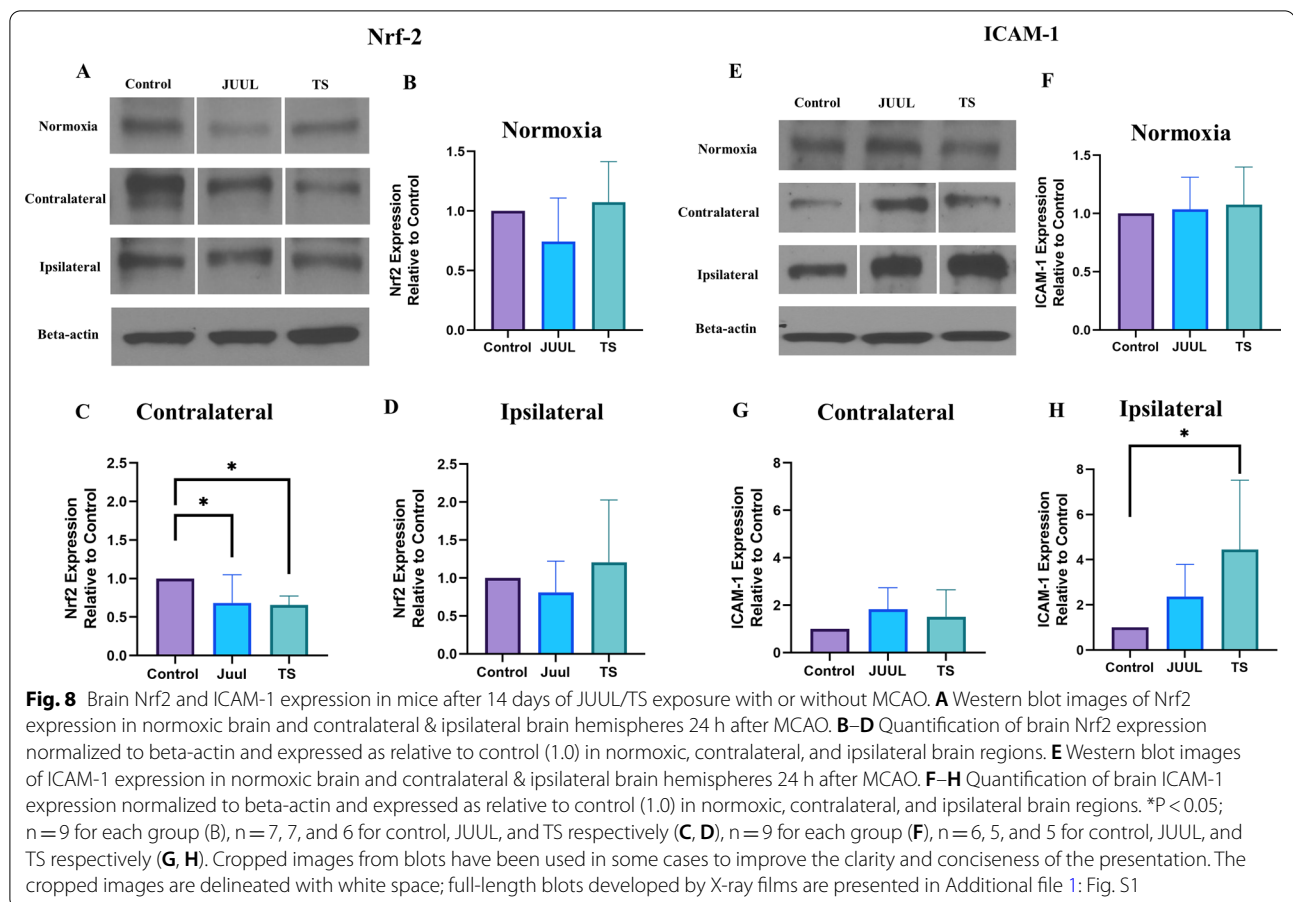 Nrf-2
ICAM-1
A
Control JUUL TS
Normoxia
Contralateral
Ipsilateral
Beta-actin
B
Normoxia
Nrf2 Expression
Relative to Control
1.5
1.0
0.5
0.0
Control JUUL TS
E
Control JUUL TS
Normoxia
Contralateral
Ipsilateral
Beta-actin
F
Normoxia
ICAM-1 Expression
Relative to Control
1.5
1.0
0.5
0.0
Control JUUL TS
C
Contralateral
Nrf2 Expression
Relative to Control
2.5
2.0
1.5
1.0
0.5
0.0
*
*
Control Juul TS
D
Ipsilateral
Nrf2 Expression
Relative to Control
2.5
2.0
1.5
1.0
0.5
0.0
Control Juul TS
G
Contralateral
ICAM-1 Expression
Relative to Control
8
6
4
2
0
Control JUUL TS
H
Ipsilateral
ICAM-1 Expression
Relative to Control
8
6
4
2
0
*
Control JUUL TS
Fig. 8 Brain Nrf2 and ICAM-1 expression in mice after 14 days of JUUL/TS exposure with or without MCAO. A Western blot images of Nrf2
expression in normoxic brain and contralateral & ipsilateral brain hemispheres 24 h after MCAO. B–D Quantification of brain Nrf2 expression
normalized to beta-actin and expressed as relative to control (1.0) in normoxic, contralateral, and ipsilateral brain regions. E Western blot images
of ICAM-1 expression in normoxic brain and contralateral & ipsilateral brain hemispheres 24 h after MCAO. F–H Quantification of brain ICAM-1
expression normalized to beta-actin and expressed as relative to control (1.0) in normoxic, contralateral, and ipsilateral brain regions. *P < 0.05;
n = 9 for each group (B), n = 7, 7, and 6 for control, JUUL, and TS respectively (C, D), n = 9 for each group (F), n = 6, 5, and 5 for control, JUUL, and
TS respectively (G, H). Cropped images from blots have been used in some cases to improve the clarity and conciseness of the presentation. The
cropped images are delineated with white space; full-length blots developed by X-ray films are presented in Additional file 1: Fig. S1